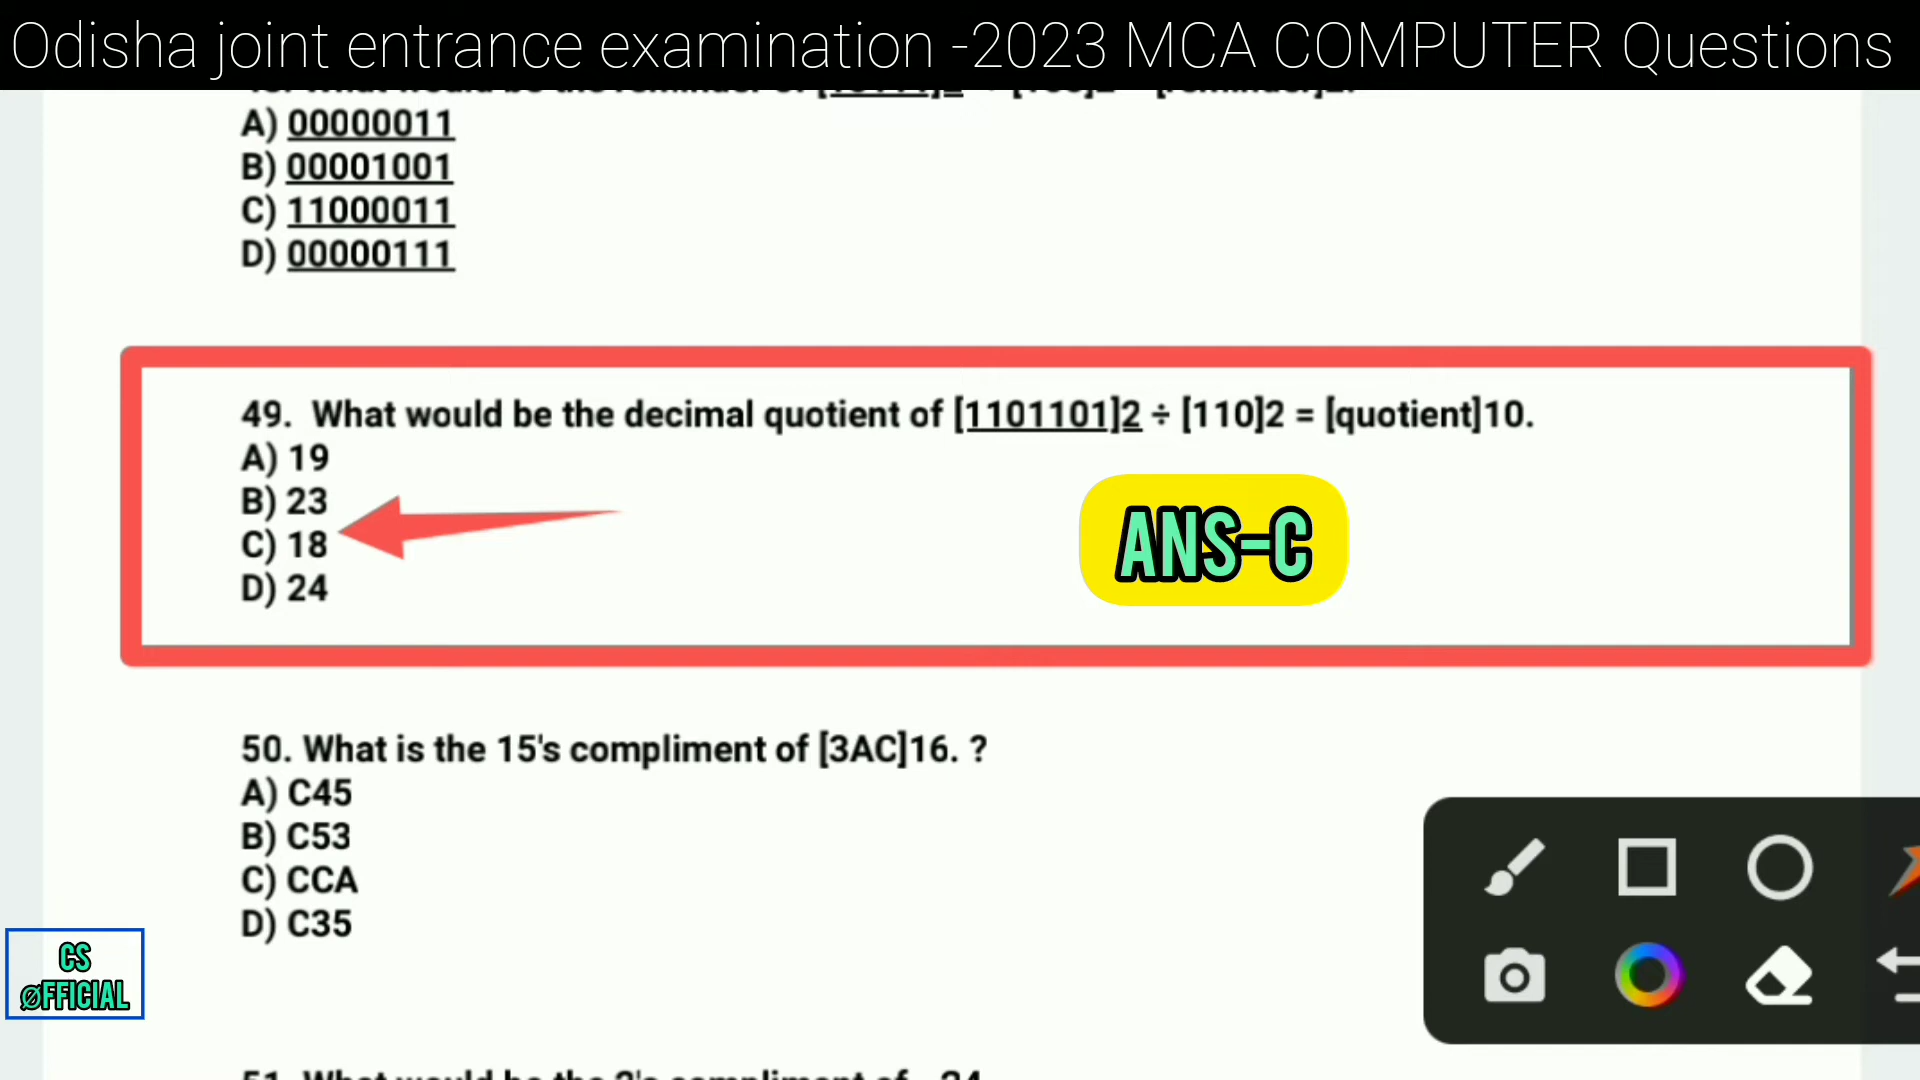 Odisha joint entrance examination -2023 MCA COMPUTER Questions
A) 00000011
B) 00001001
C) 11000011
D) 00000111
49. What would be the decimal quotient of [1101101]2 ÷ [110]2 = [quotient]10.
A) 19
B) 23
C) 18
D) 24
ANS-C
50. What is the 15's compliment of [3AC]16. ?
A) C45
B) C53
C) CCA
D) C35
CS
ØFFICIAL